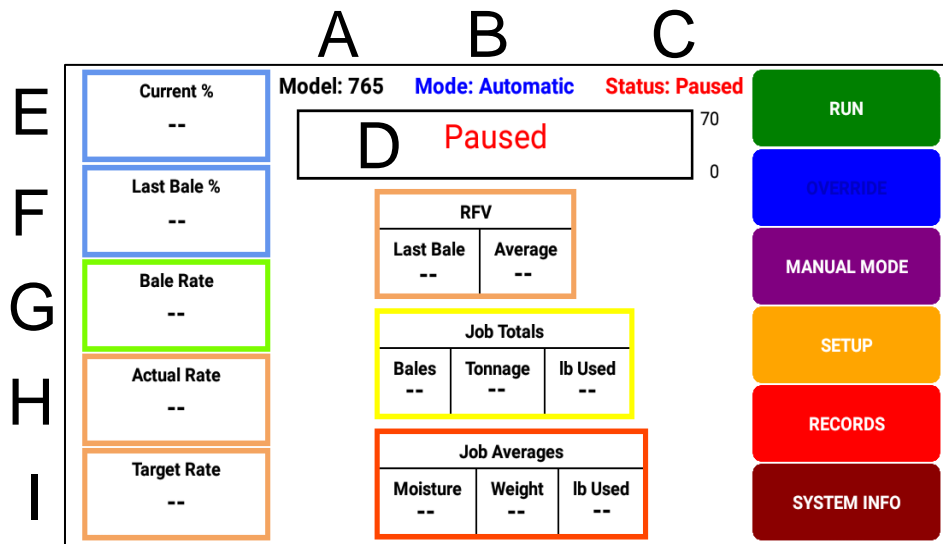 A B C
E
Current %
--
Model: 765 Mode: Automatic Status: Paused
D Paused
70
0
RUN
F
Last Bale %
--
OVERRIDE
RFV
Last Bale Average
-- --
G
Bale Rate
--
MANUAL MODE
Job Totals
Bales Tonnage lb Used
-- -- --
SETUP
H
Actual Rate
--
RECORDS
Job Averages
Moisture Weight lb Used
-- -- --
I
Target Rate
--
SYSTEM INFO